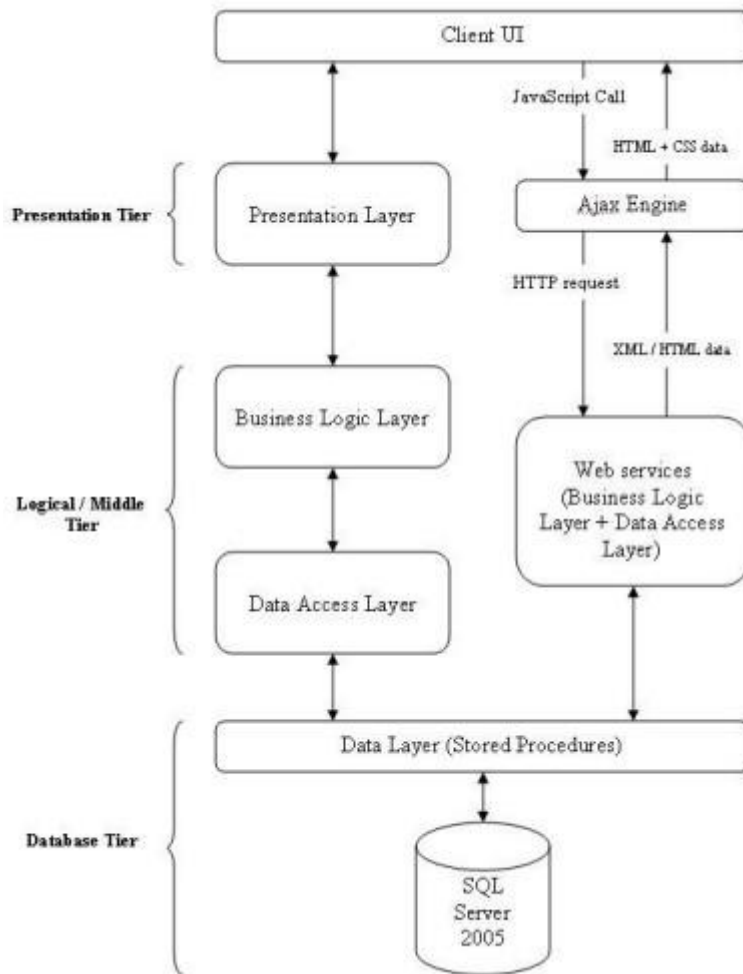 Client UI
JavaScript Call
HTML + CSS data
Presentation Tier
Presentation Layer
Ajax Engine
HTTP request
XML / HTML data
Business Logic Layer
Logical / Middle
Tier
Web services
(Business Logic
Layer + Data Access
Layer)
Data Access Layer
Data Layer (Stored Procedures)
Database Tier
SQL
Server
2005